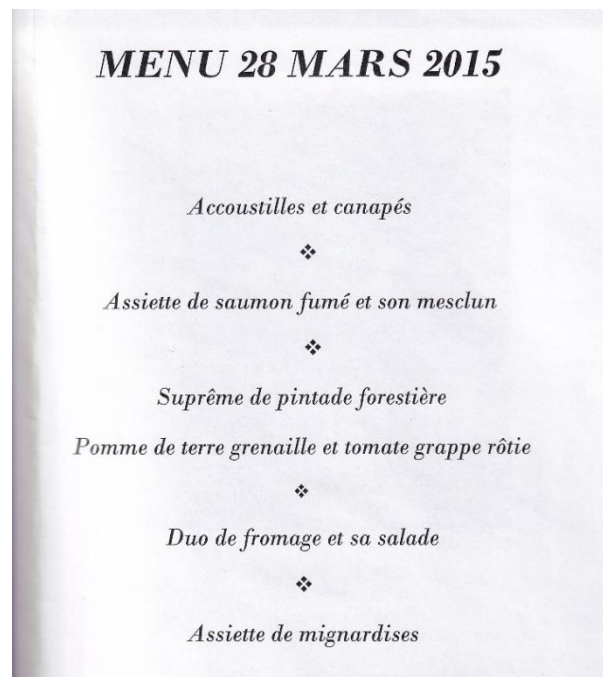 MENU 28 MARS 2015
Accoustilles et canapés
Assiette de saumon fumé et son mesclun
Suprême de pintade forestière
Pomme de terre grenaille et tomate grappe rôtie
Duo de fromage et sa salade
Assiette de mignardises